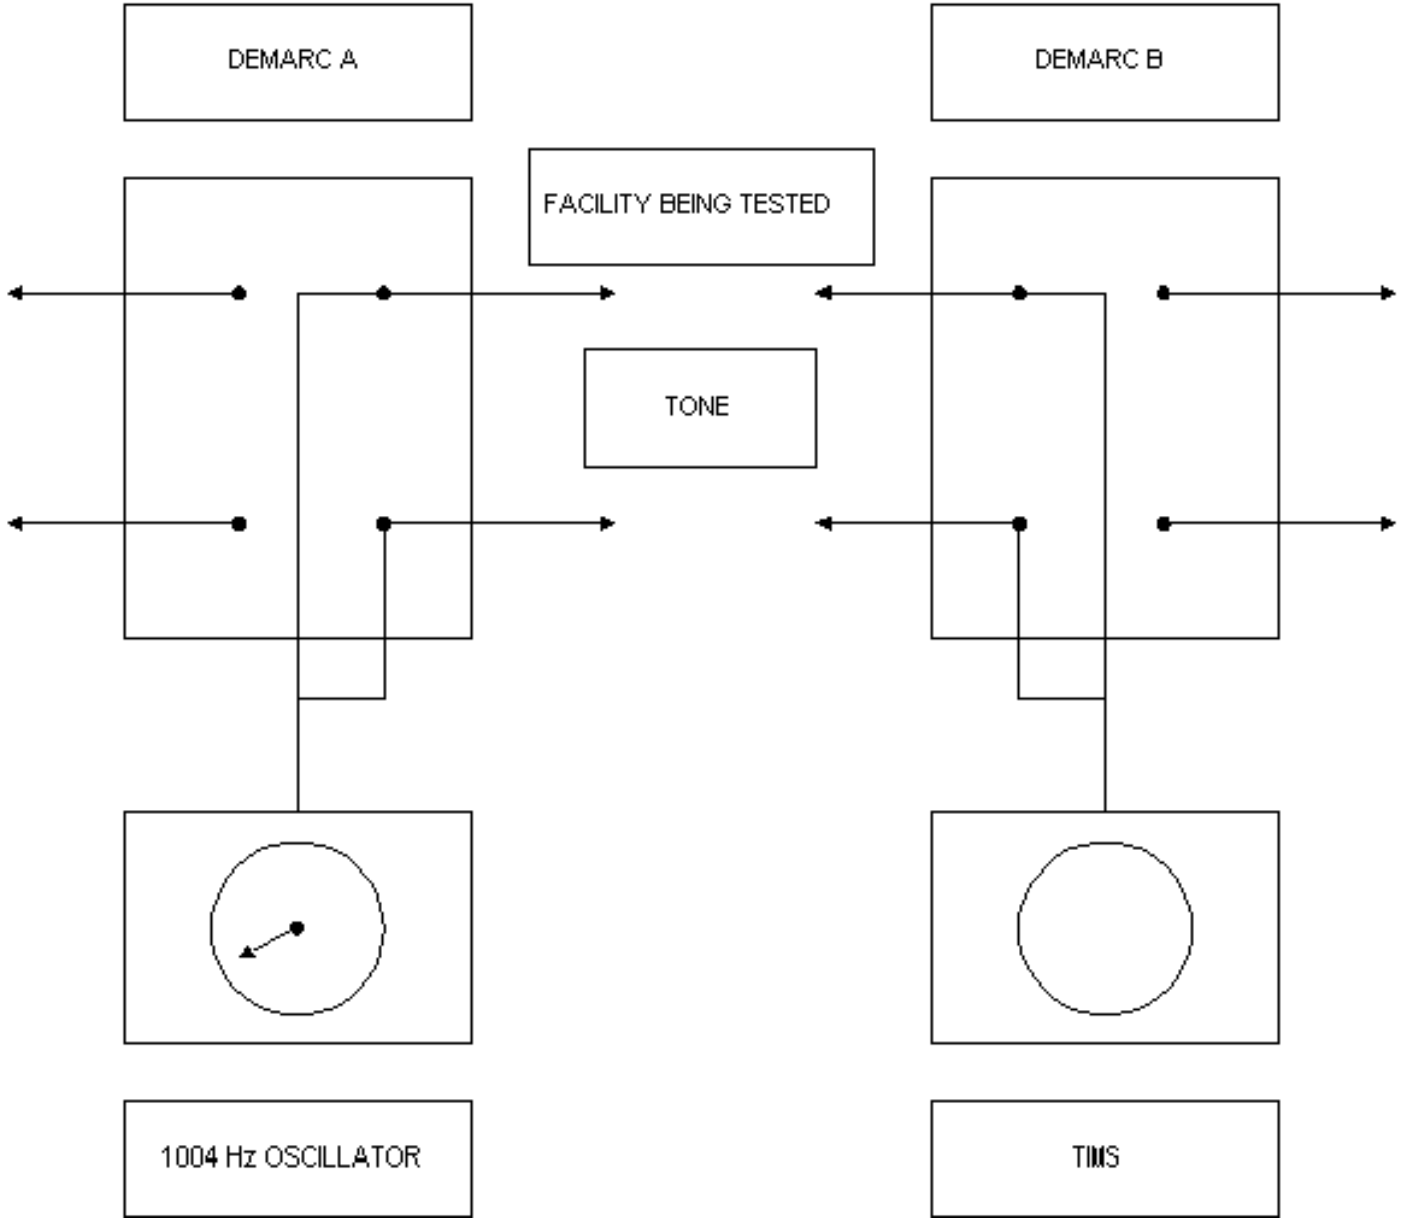 DEMARC A
DEMARC B
FACILITY BEING TESTED
TONE
1004 Hz OSCILLATOR
TIMS